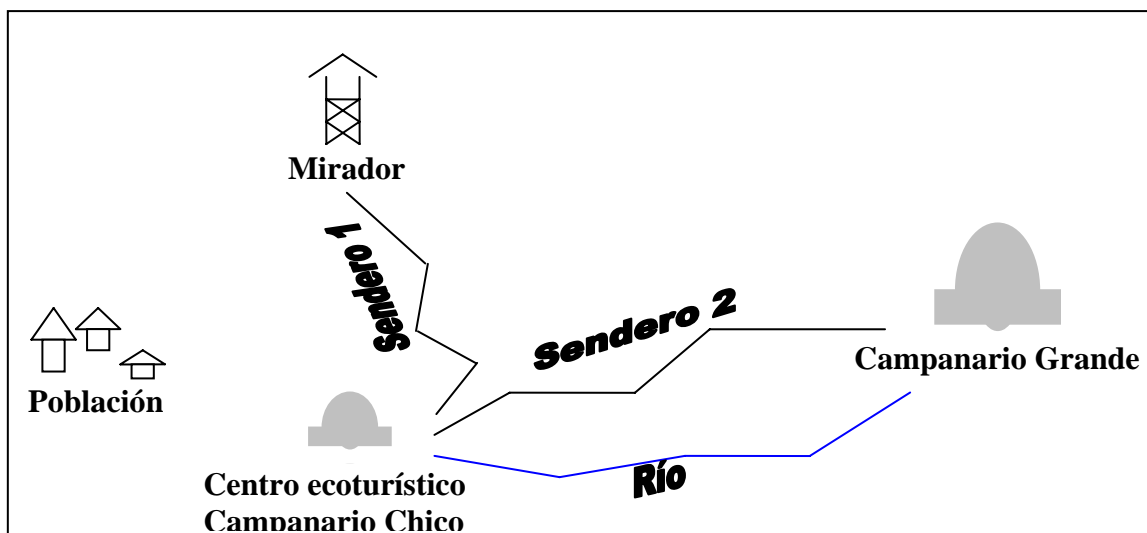 Mirador
Sendero 1
Sendero 2
Campanario Grande
Población
Río
Centro ecoturístico
Campanario Chico